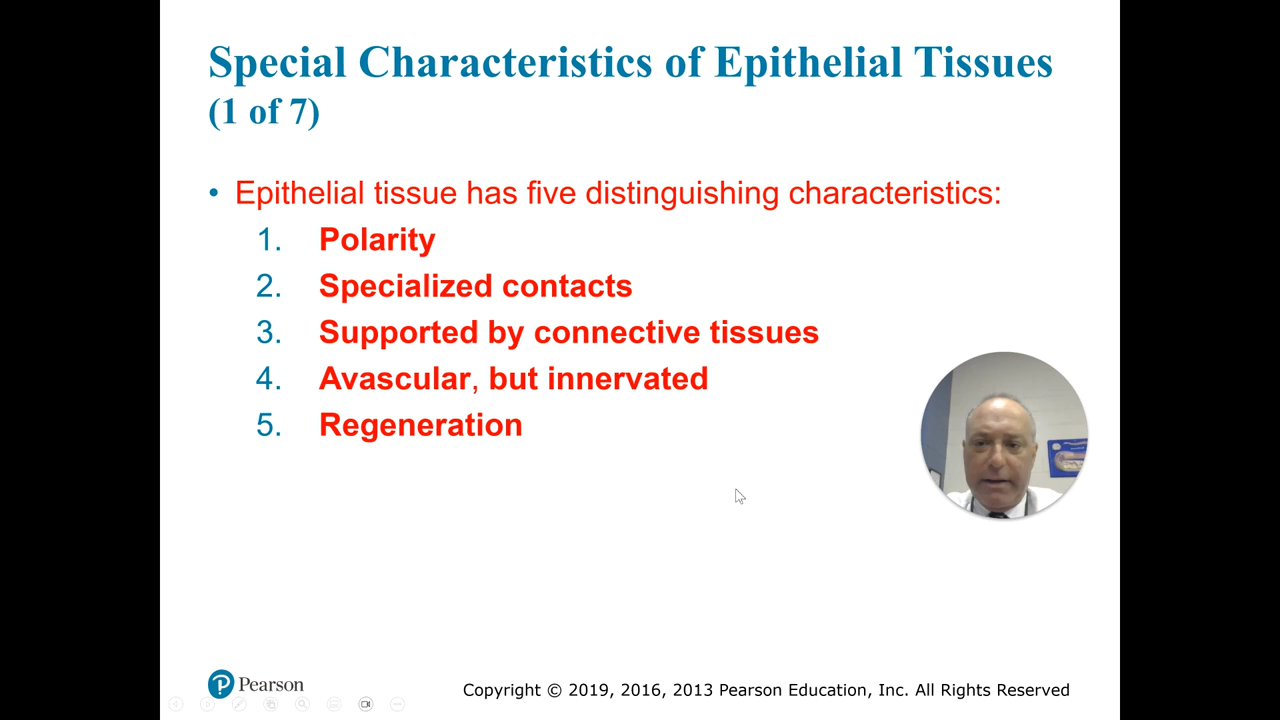 Special Characteristics of Epithelial Tissues
(1 of 7)
• Epithelial tissue has five distinguishing characteristics:
1. Polarity
2. Specialized contacts
3. Supported by connective tissues
4. Avascular, but innervated
5. Regeneration
Pearson
Copyright © 2019, 2016, 2013 Pearson Education, Inc. All Rights Reserved